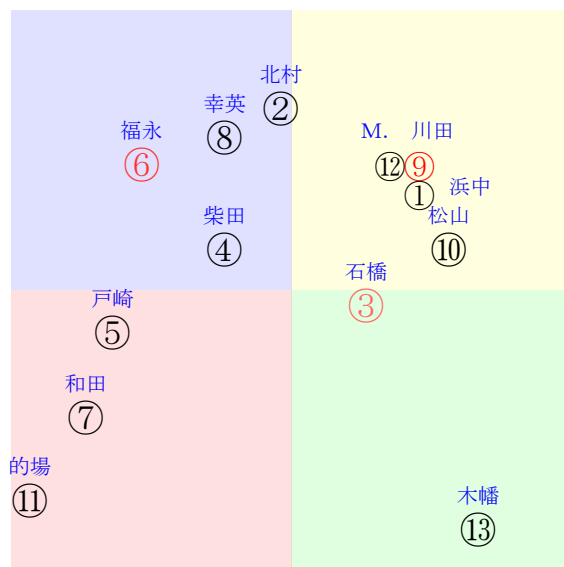 北村
②
幸英
⑧
福永
⑥
M. 川田
⑫⑨
浜中
①
柴田
④
松山
⑩
石橋
③
戸崎
⑤
和田
⑦
的場
⑪
木幡
⑬